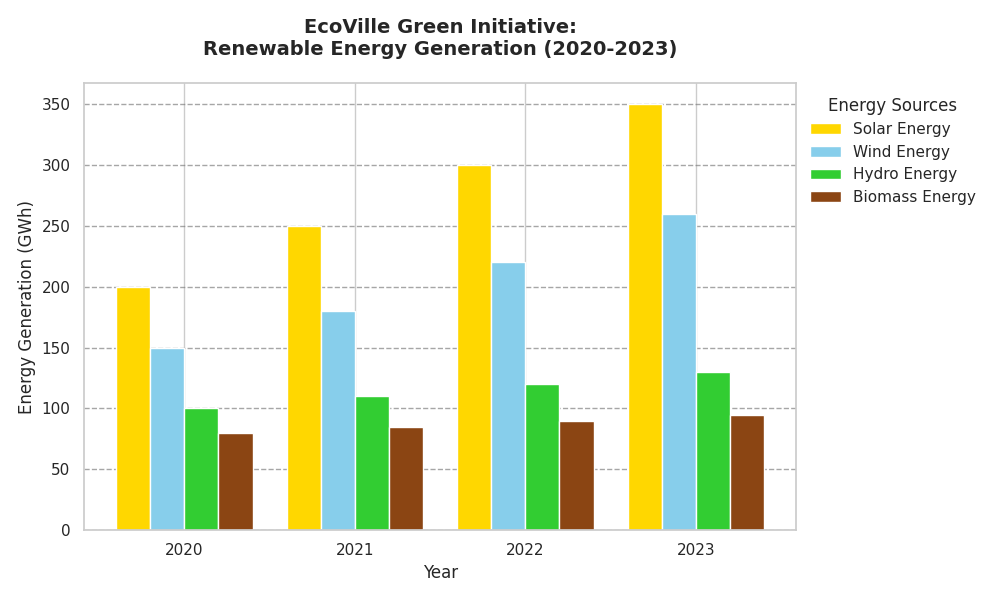 EcoVille Green Initiative:
Renewable Energy Generation (2020-2023)
Energy Generation (GWh)
350
300
250
200
150
100
50
0
2020
2021
2022
2023
Year
Energy Sources
Solar Energy
Wind Energy
Hydro Energy
Biomass Energy